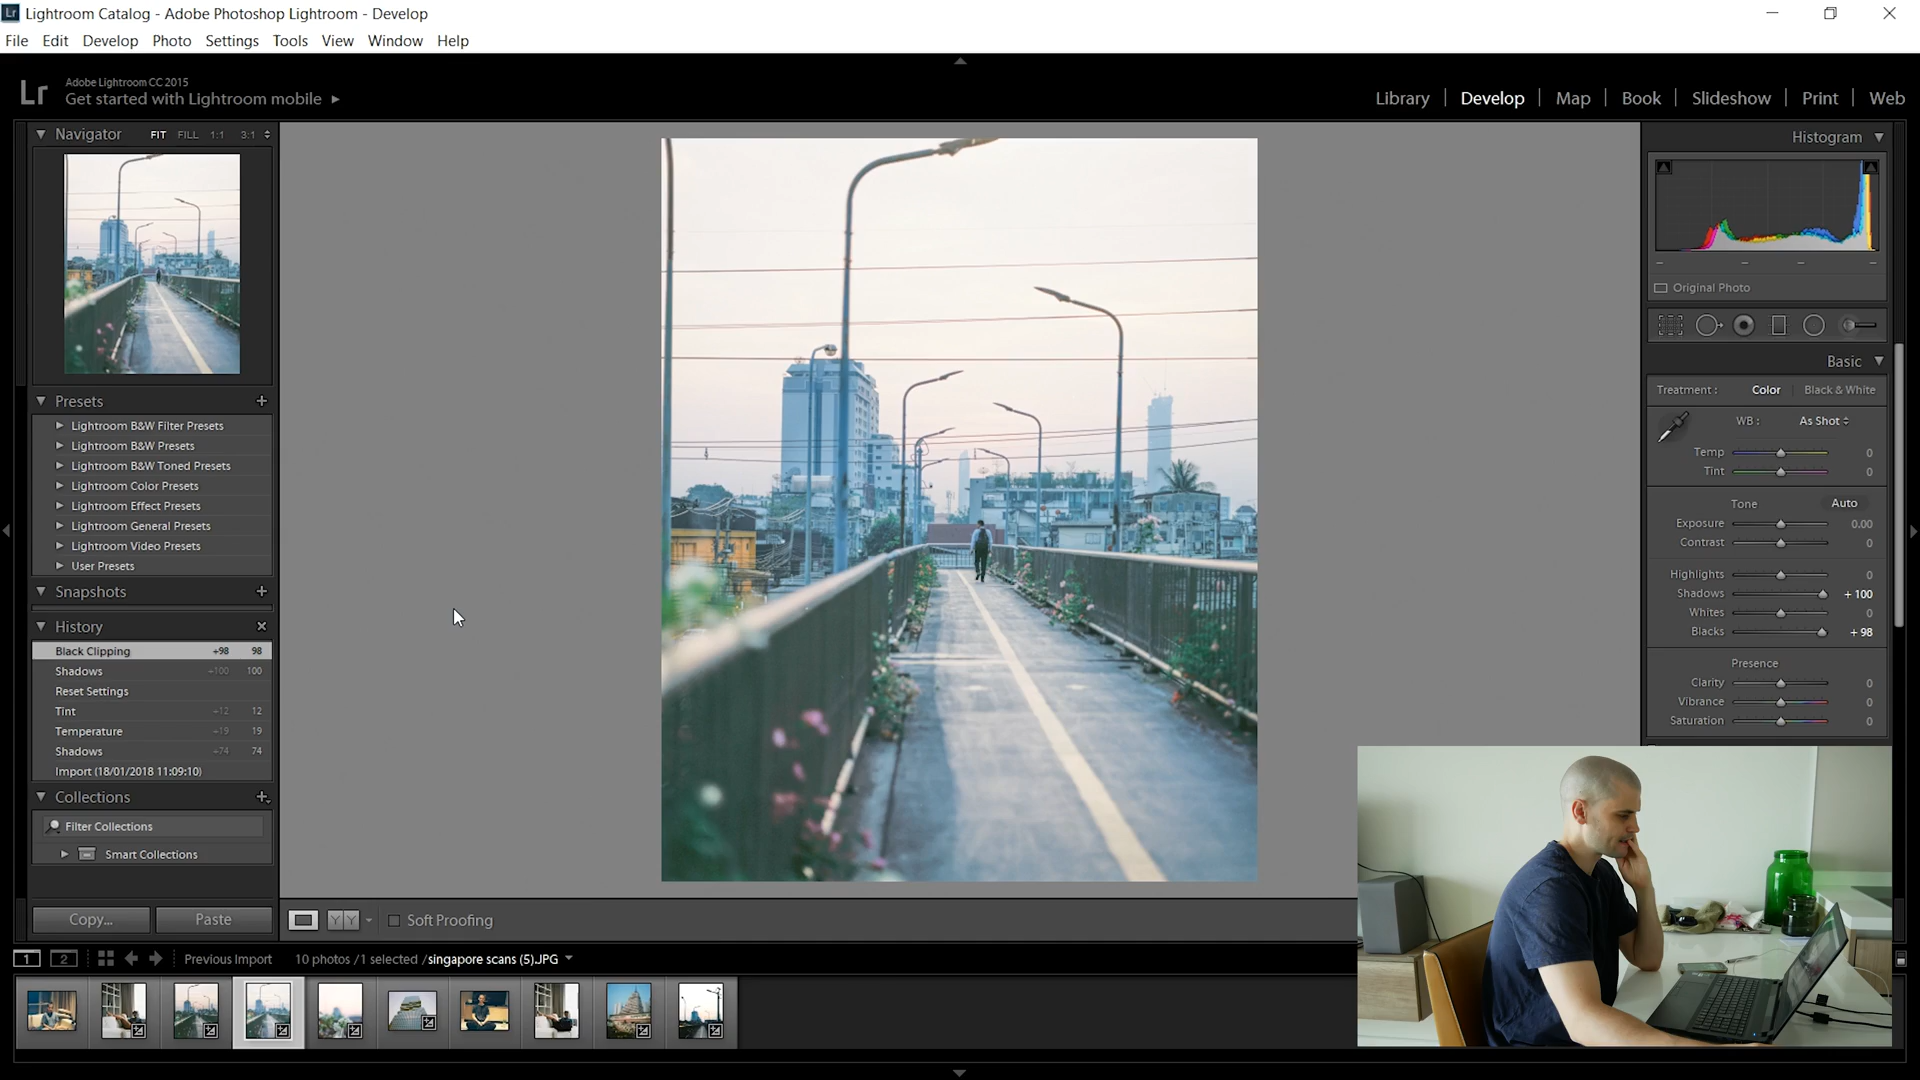 Lightroom Catalog - Adobe Photoshop Lightroom - Develop
File Edit Develop Photo Settings Tools View Window Help
Lr
Adobe Lightroom CC 2015
Get started with Lightroom mobile
Library Develop Map Book Slideshow Print Web
Navigator FIT FILL 1:1 3:1
Presets
Lightroom B&W Filter Presets
Lightroom B&W Presets
Lightroom B&W Toned Presets
Lightroom Color Presets
Lightroom Effect Presets
Lightroom General Presets
Lightroom Video Presets
User Presets
Snapshots
History
Black Clipping +98 98
Shadows +100 100
Reset Settings
Tint +12 12
Temperature +19 19
Shadows +74 74
Import (18/01/2018 11:09:10)
Collections
Filter Collections
Smart Collections
Copy... Paste
Soft Proofing
Histogram
Original Photo
Basic
Treatment : Color Black & White
WB : As Shot
Temp 0
Tint 0
Tone Auto
Exposure 0.00
Contrast 0
Highlights 0
Shadows + 100
Whites 0
Blacks + 98
Presence
Clarity 0
Vibrance 0
Saturation 0
1 2 Previous Import 10 photos / 1 selected / singapore scans (5).JPG